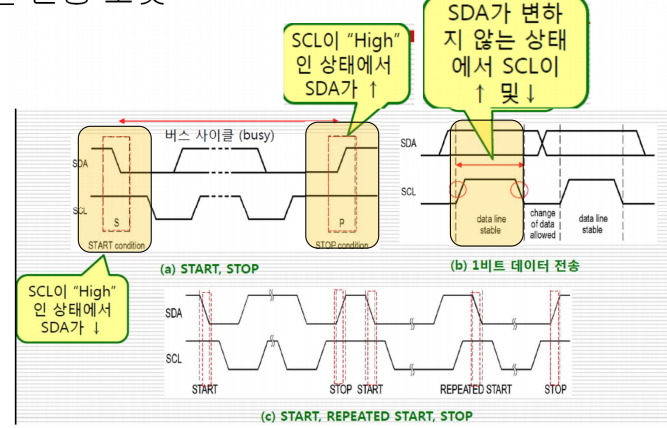 SCL이 “High”
인 상태에서
SDA가 ↑
SDA가 변하
지 않는 상태
에서 SCL이
↑ 및↓
버스 사이클 (busy)
SDA
SCL
S
P
START condition
STOP condition
(a) START, STOP
SDA
SCL
data line
stable
change
of data
allowed
data line
stable
(b) 1비트 데이터 전송
SCL이 “High”
인 상태에서
SDA가 ↓
SDA
SCL
START
STOP START
REPEATED START
STOP
(c) START, REPEATED START, STOP